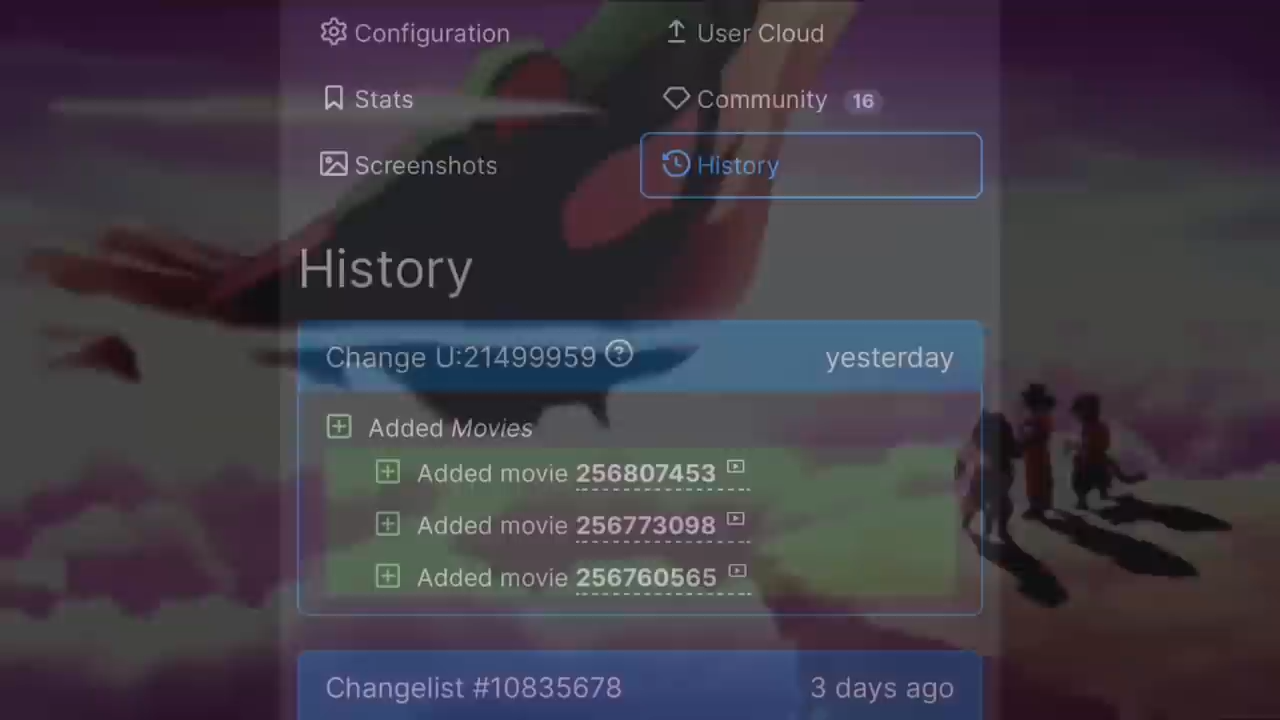 Configuration
User Cloud
Stats
Community 16
Screenshots
History
History
Change U:21499959 ?
yesterday
Added Movies
Added movie 256807453
Added movie 256773098
Added movie 256760565
Changelist #10835678
3 days ago